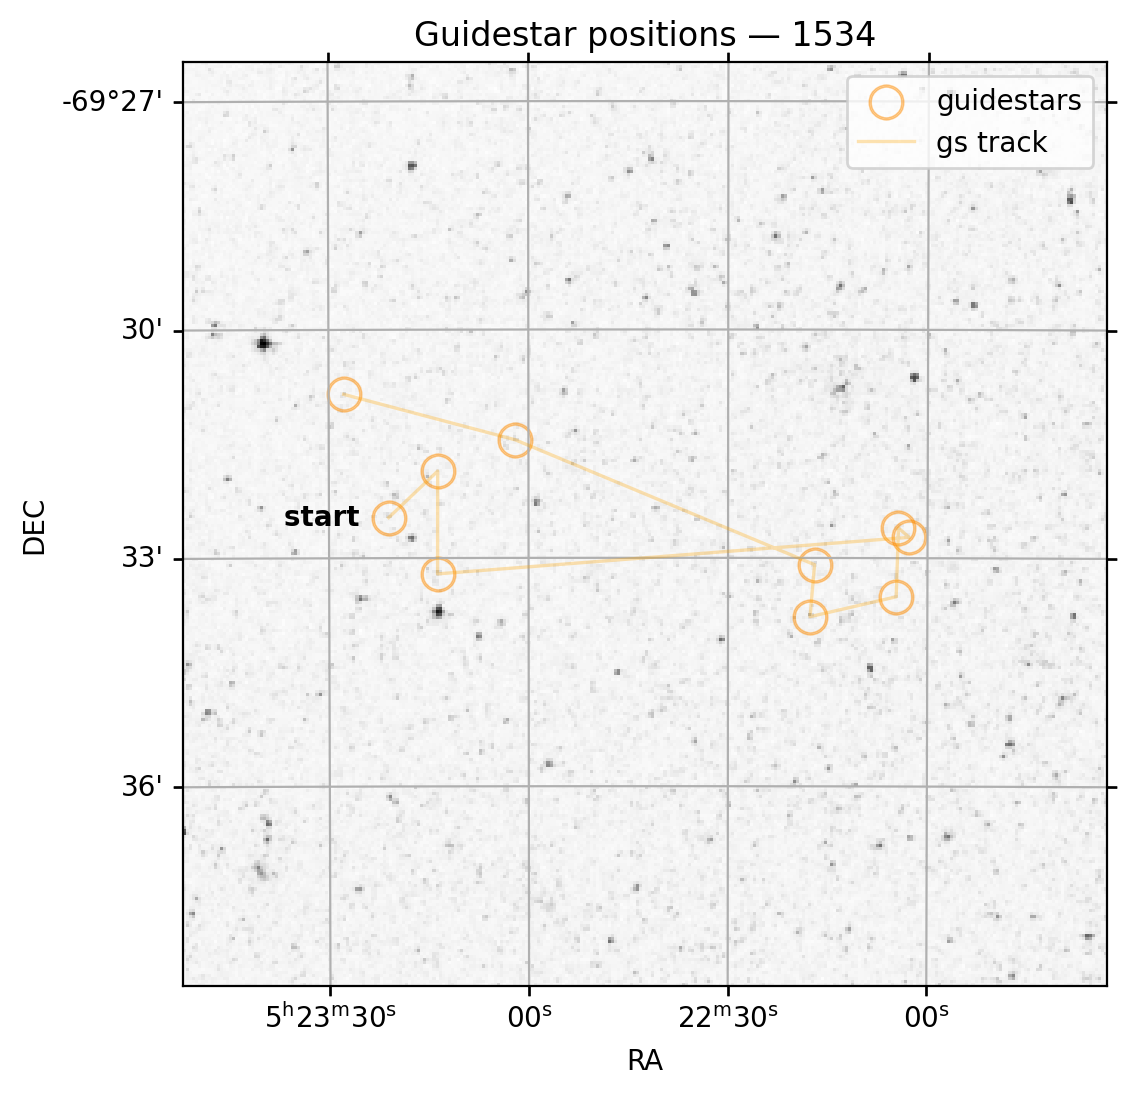 Guidestar positions — 1534
guidestars
gs track
-69°27'
30'
33'
36'
DEC
start
5ʰ23ᵐ30ˢ
00ˢ
22ᵐ30ˢ
00ˢ
RA